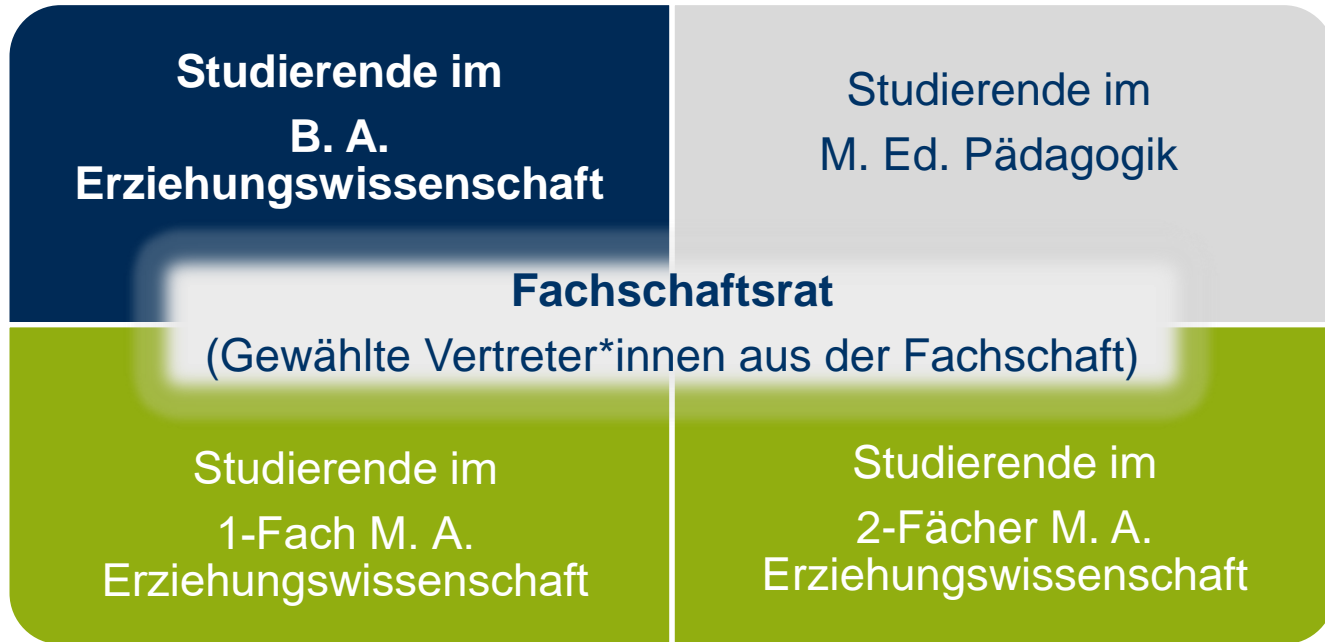 Studierende im
B. A.
Erziehungswissenschaft
Studierende im
M. Ed. Pädagogik
Fachschaftsrat
(Gewählte Vertreter*innen aus der Fachschaft)
Studierende im
1-Fach M. A.
Erziehungswissenschaft
Studierende im
2-Fächer M. A.
Erziehungswissenschaft